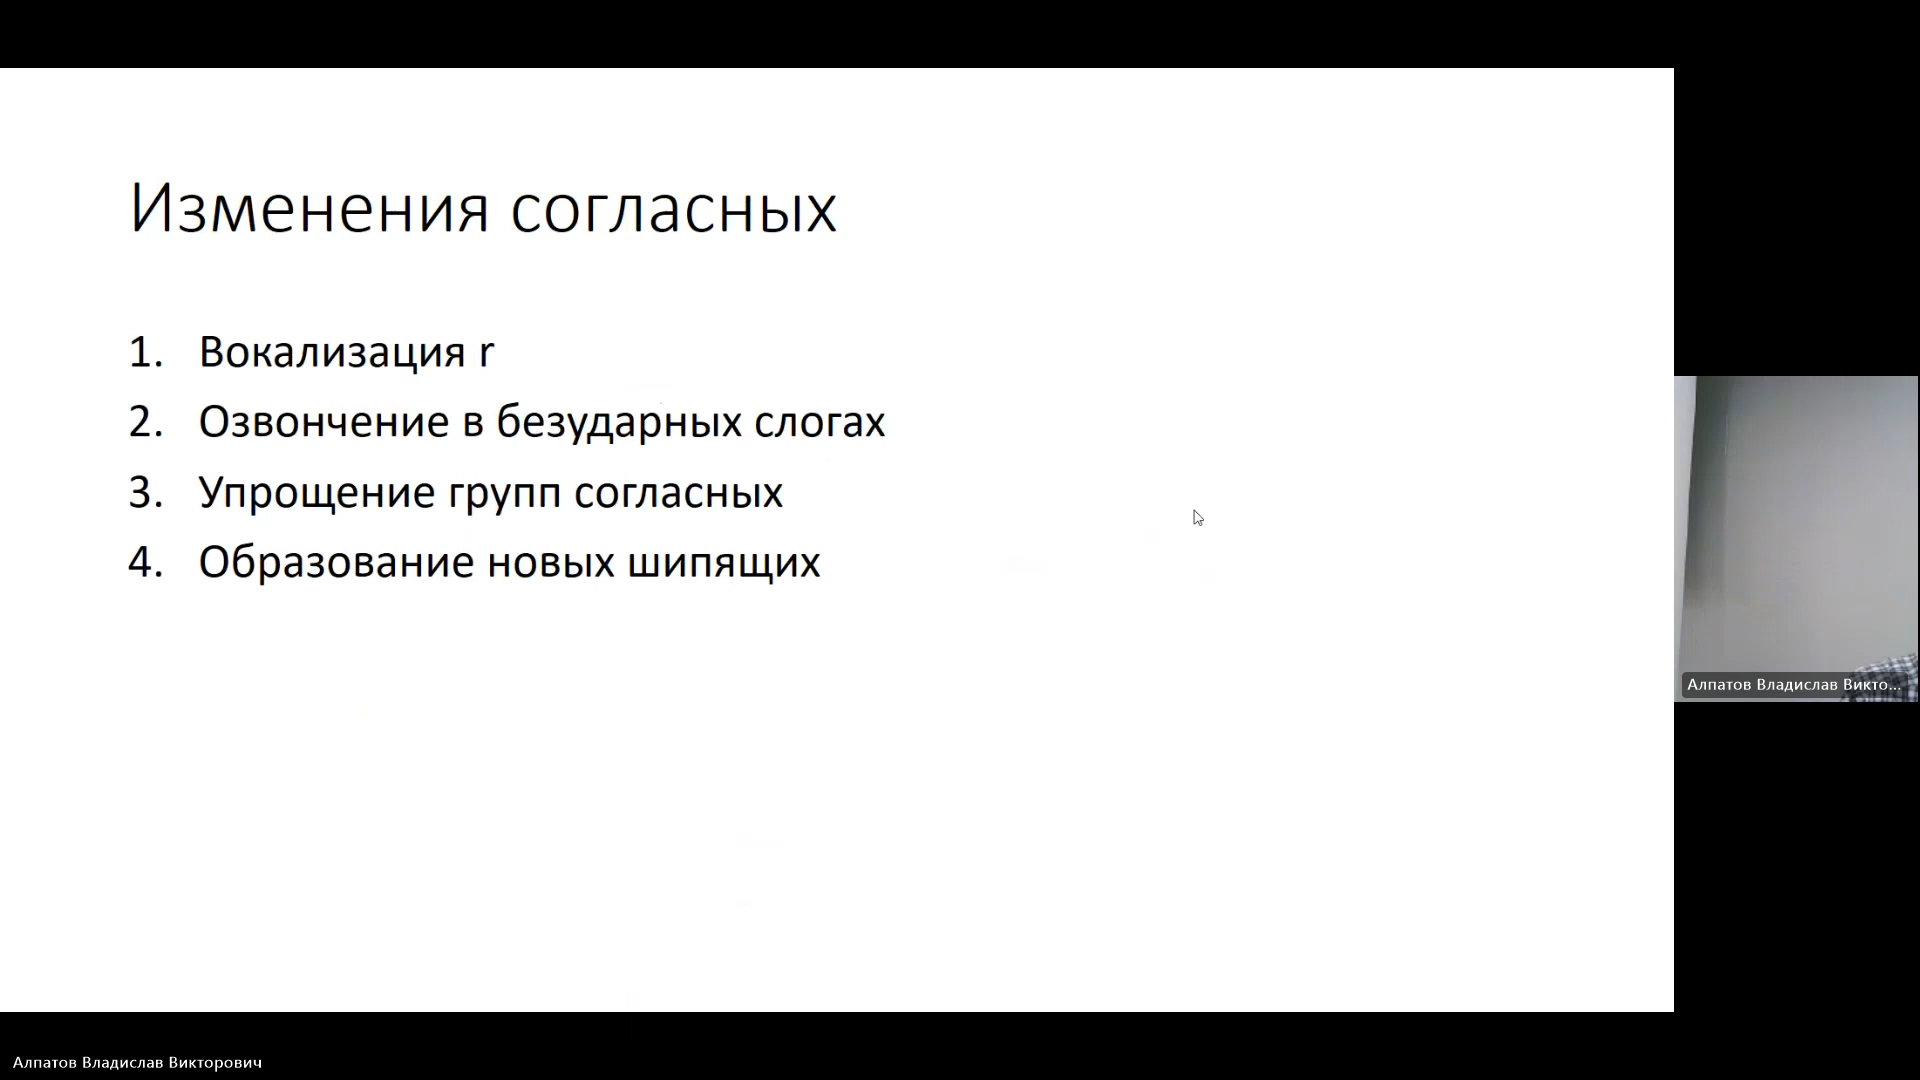 Изменения согласных
1. Вокализация r
2. Озвончение в безударных слогах
3. Упрощение групп согласных
4. Образование новых шипящих
Алпатов Владислав Викто...
Алпатов Владислав Викторович